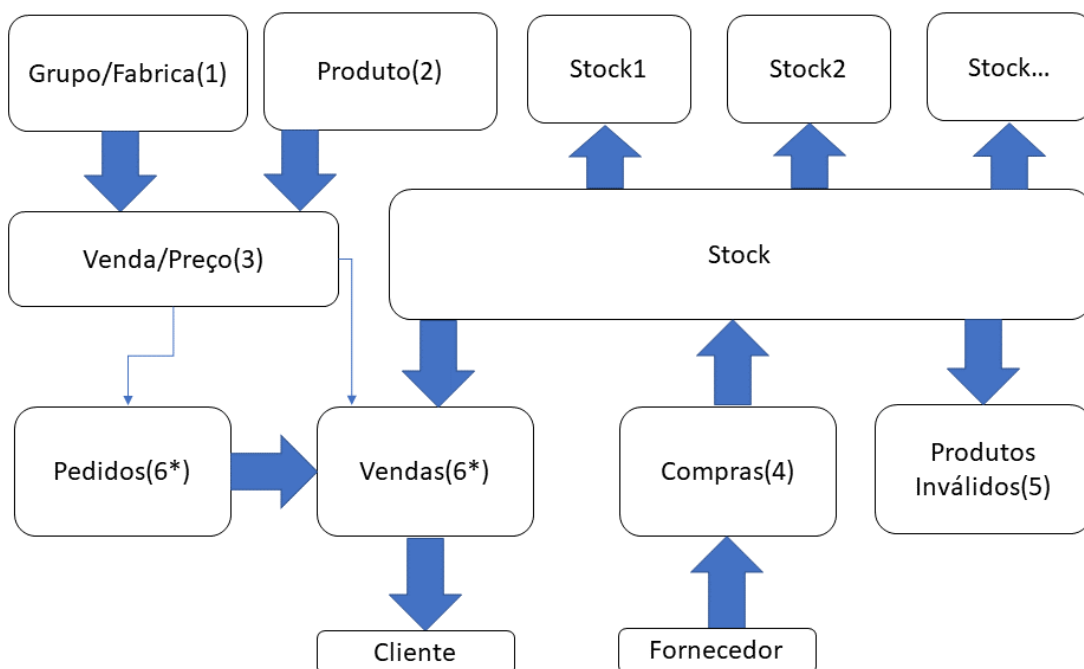 Grupo/Fabrica(1)
Produto(2)
Stock1
Stock2
Stock...
Venda/Preço(3)
Stock
Pedidos(6*)
Vendas(6*)
Compras(4)
Produtos
Inválidos(5)
Cliente
Fornecedor